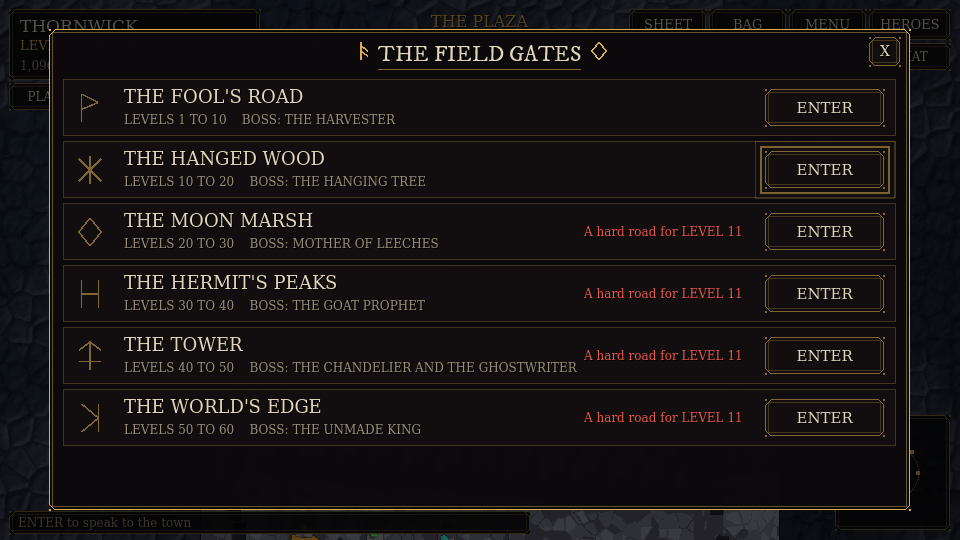 THORNWICK
THE PLAZA
SHEET
BAG
MENU
HEROES
THE FIELD GATES
X
THE FOOL'S ROAD
LEVELS 1 TO 10 BOSS: THE HARVESTER
ENTER
THE HANGED WOOD
LEVELS 10 TO 20 BOSS: THE HANGING TREE
ENTER
THE MOON MARSH
LEVELS 20 TO 30 BOSS: MOTHER OF LEECHES
A hard road for LEVEL 11
ENTER
THE HERMIT'S PEAKS
LEVELS 30 TO 40 BOSS: THE GOAT PROPHET
A hard road for LEVEL 11
ENTER
THE TOWER
LEVELS 40 TO 50 BOSS: THE CHANDELIER AND THE GHOSTWRITER
A hard road for LEVEL 11
ENTER
THE WORLD'S EDGE
LEVELS 50 TO 60 BOSS: THE UNMADE KING
A hard road for LEVEL 11
ENTER
ENTER to speak to the town